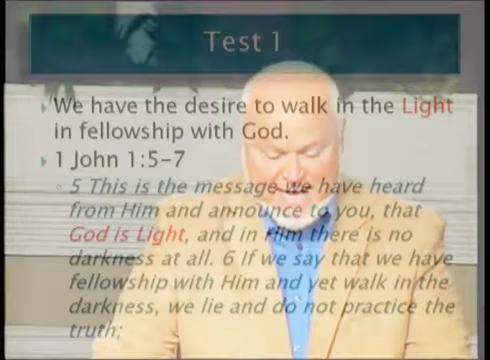 Test 1
We have the desire to walk in the Light
in fellowship with God.
1 John 1:5-7
5 This is the message we have heard
from Him and announce to you, that
God is Light, and in Him there is no
darkness at all. 6 If we say that we have
fellowship with Him and yet walk in the
darkness, we lie and do not practice the
truth;